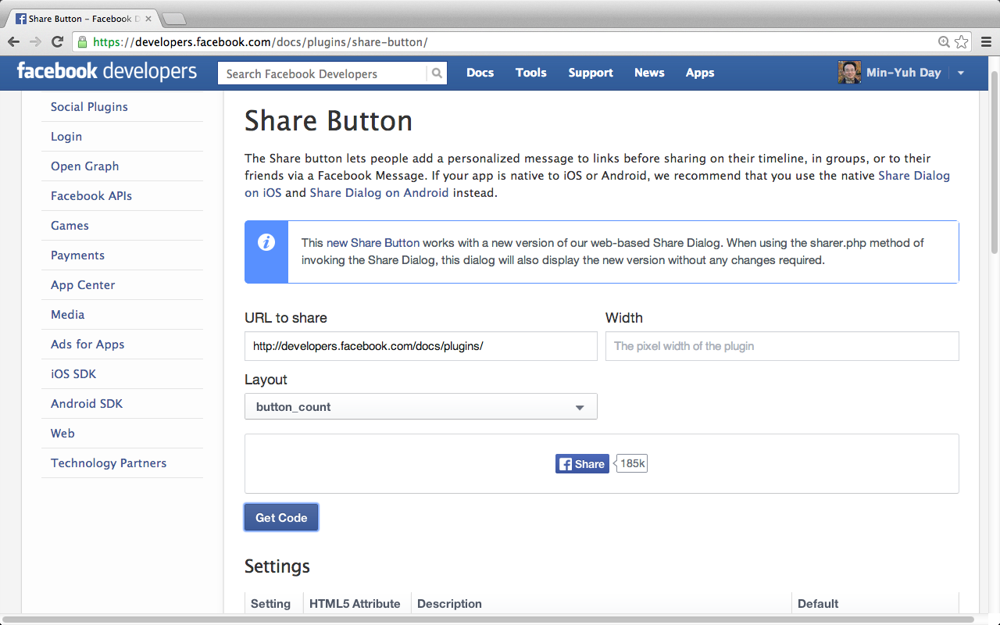 Share Button – Facebook D
https://developers.facebook.com/docs/plugins/share-button/
facebook developers
Search Facebook Developers
Docs
Tools
Support
News
Apps
Min-Yuh Day
Social Plugins
Login
Open Graph
Facebook APIs
Games
Payments
App Center
Media
Ads for Apps
iOS SDK
Android SDK
Web
Technology Partners
Share Button
The Share button lets people add a personalized message to links before sharing on their timeline, in groups, or to their
friends via a Facebook Message. If your app is native to iOS or Android, we recommend that you use the native Share Dialog
on iOS and Share Dialog on Android instead.
This new Share Button works with a new version of our web-based Share Dialog. When using the sharer.php method of
invoking the Share Dialog, this dialog will also display the new version without any changes required.
URL to share
Width
http://developers.facebook.com/docs/plugins/
The pixel width of the plugin
Layout
button_count
Share
185k
Get Code
Settings
Setting
HTML5 Attribute
Description
Default